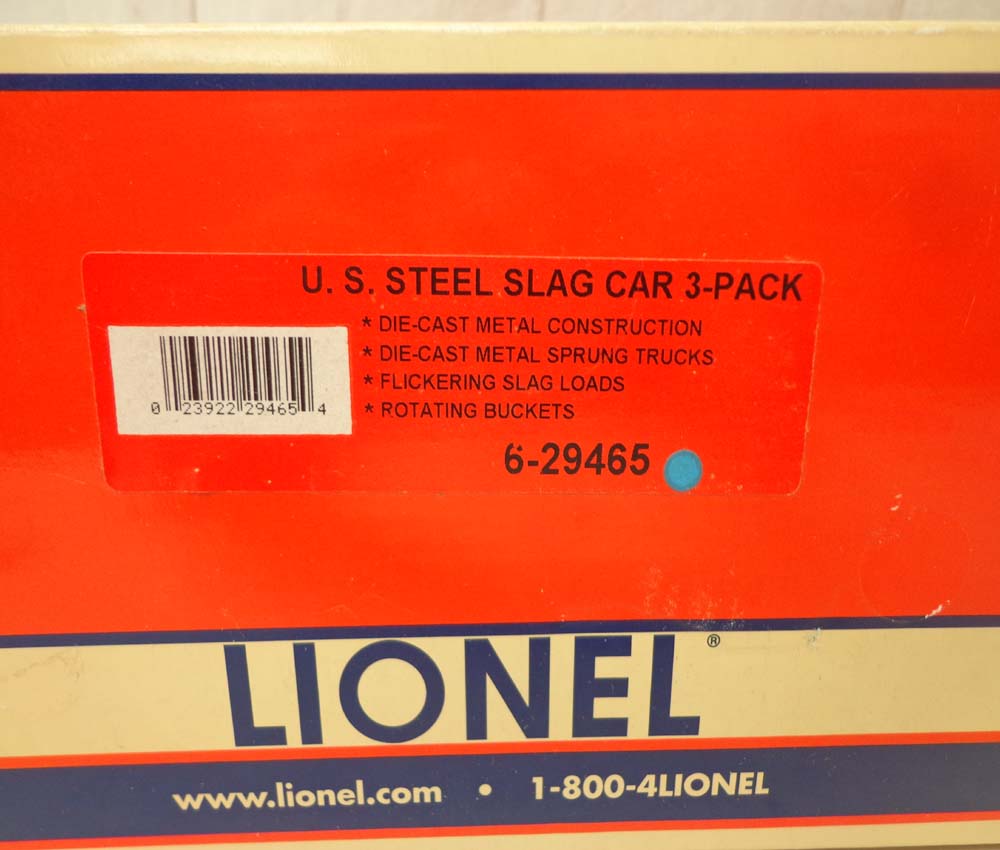 U. S. STEEL SLAG CAR 3-PACK
* DIE-CAST METAL CONSTRUCTION
* DIE-CAST METAL SPRUNG TRUCKS
* FLICKERING SLAG LOADS
* ROTATING BUCKETS
0 23922 29465 4
6-29465
LIONEL®
www.lionel.com • 1-800-4LIONEL